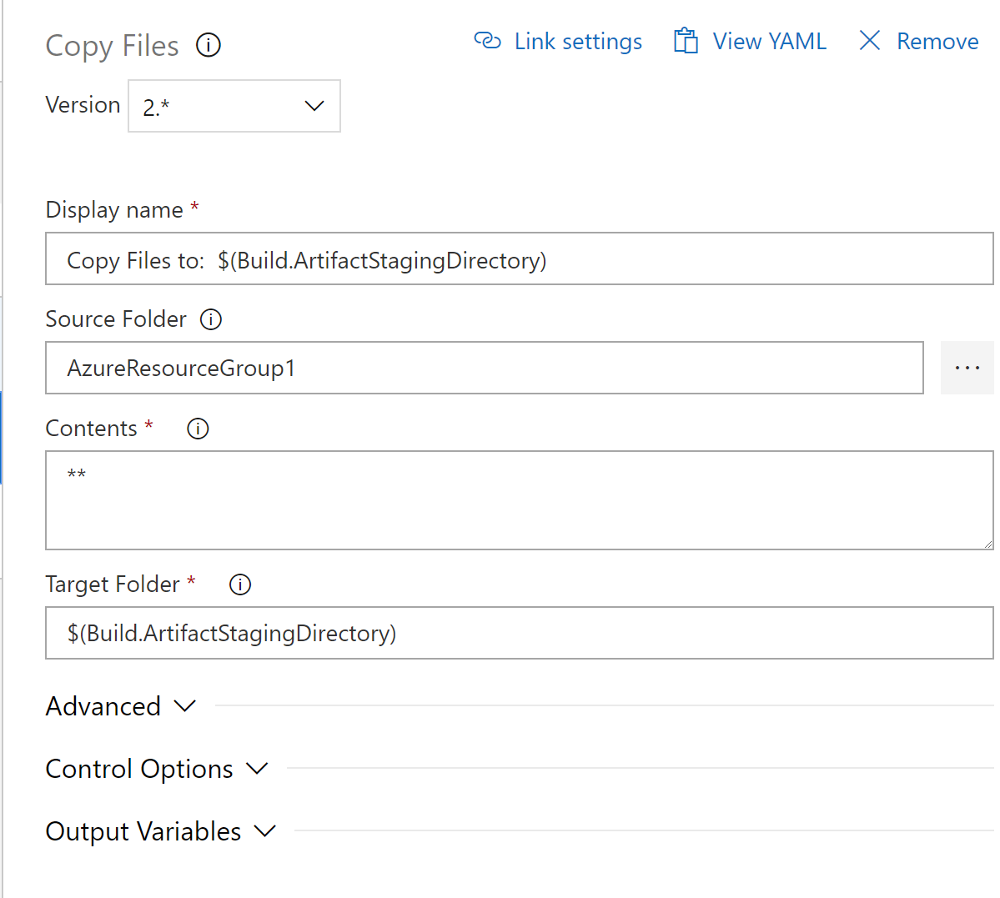 Copy Files
Link settings
View YAML
Remove
Version
2.*
Display name *
Copy Files to:  $(Build.ArtifactStagingDirectory)
Source Folder
AzureResourceGroup1
...
Contents *
**
Target Folder *
$(Build.ArtifactStagingDirectory)
Advanced
Control Options
Output Variables